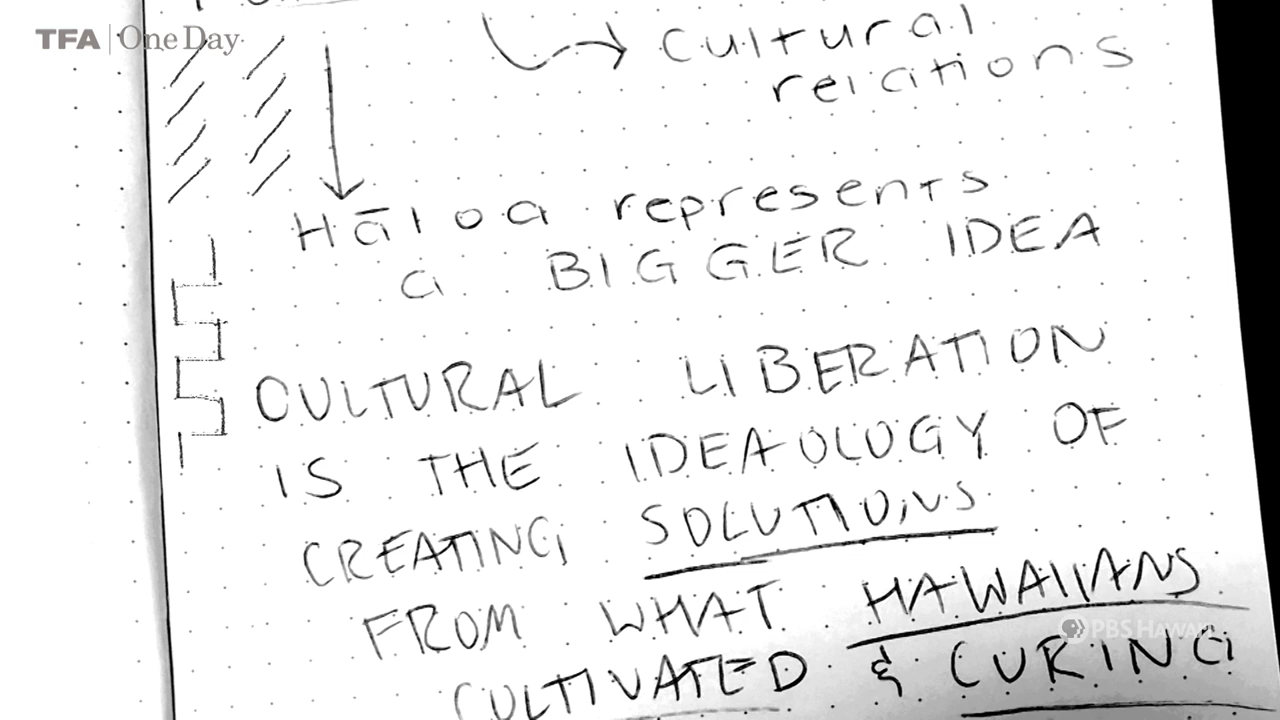 TFA | One Day
cultural
relations
Hāloa represents
a BIGGER IDEA
CULTURAL LIBERATION
IS THE IDEAOLOGY OF
CREATING SOLUTIONS
FROM WHAT HAWAIIANS
PBS HAWAI'I
CULTIVATED & CURING